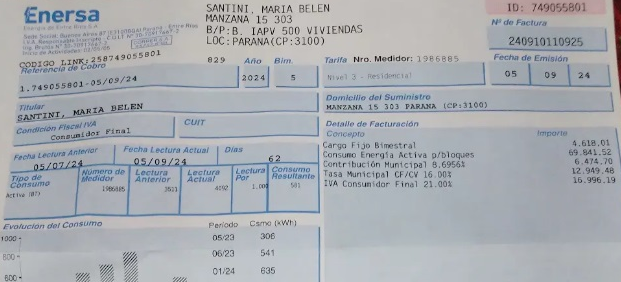 Enersa
SANTINI, MARIA BELEN
MANZANA 15 303
B/P:B. IAPV 500 VIVIENDAS
LOC:PARANA(CP:3100)
ID: 749055801
Nº de Factura
240910110925
CODIGO LINK:258749055801
829
Referencia de Cobro
1.749055801-05/09/24
Año Bim.
2024 5
Tarifa Nro. Medidor: 1986885
Nivel 3 - Residencial
Fecha de Emisión
05 09 24
Titular
SANTINI, MARIA BELEN
Domicilio del Suministro
MANZANA 15 303 PARANA (CP:3100)
Condición Fiscal IVA
Consumidor Final
CUIT
Detalle de Facturación
Concepto Importe
Cargo Fijo Bimestral 4.618,01
Consumo Energía Activa p/bloques 69.841,52
Contribución Municipal 8.6956% 6.474,70
Tasa Municipal CF/CV 16.00% 12.949,48
IVA Consumidor Final 21.00% 16.996,19
Fecha Lectura Anterior Fecha Lectura Actual Días
05/07/24 05/09/24 62
Tipo de Consumo Número de Medidor Lectura Anterior Lectura Actual Lectura Por Consumo Resultante
Activa (BT) 1986885 4092 1,000 581
Evolución del Consumo
Período Csmo (kWh)
1000
05/23 306
800
06/23 541
01/24 635
600